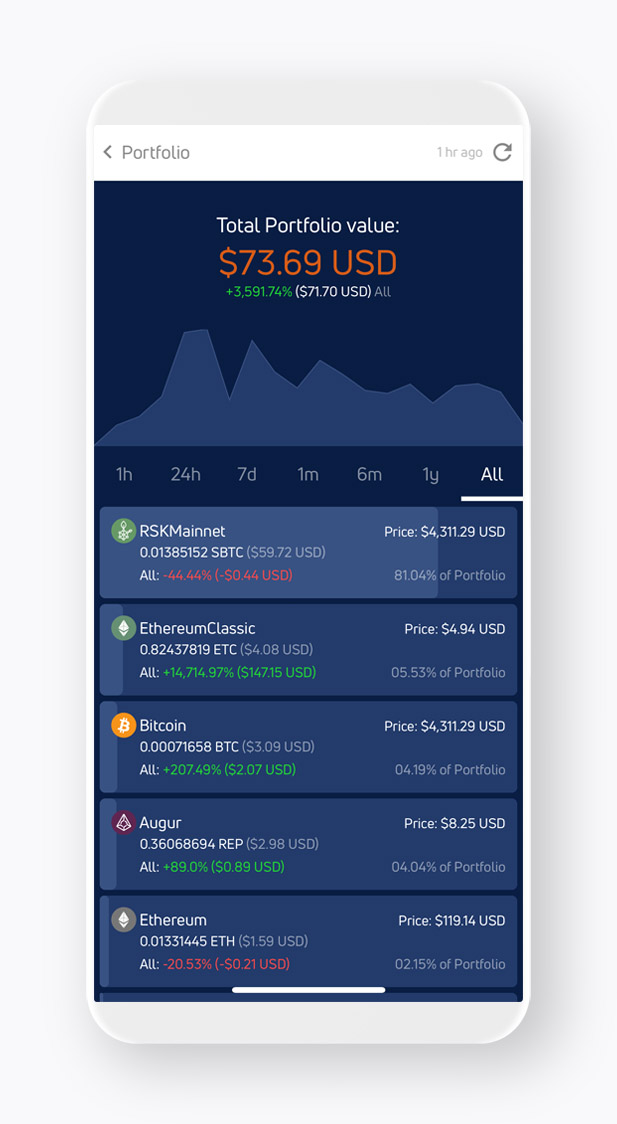 Portfolio 1 hr ago
Total Portfolio value:
$73.69 USD
+3,591.74% ($71.70 USD) All
1h 24h 7d 1m 6m 1y All
RSKMainnet Price: $4,311.29 USD
0.01385152 SBTC ($59.72 USD)
All: -44.44% (-$0.44 USD) 81.04% of Portfolio
EthereumClassic Price: $4.94 USD
0.82437819 ETC ($4.08 USD)
All: +14,714.97% ($147.15 USD) 05.53% of Portfolio
Bitcoin Price: $4,311.29 USD
0.00071658 BTC ($3.09 USD)
All: +207.49% ($2.07 USD) 04.19% of Portfolio
Augur Price: $8.25 USD
0.36068694 REP ($2.98 USD)
All: +89.0% ($0.89 USD) 04.04% of Portfolio
Ethereum Price: $119.14 USD
0.01331445 ETH ($1.59 USD)
All: -20.53% (-$0.21 USD) 02.15% of Portfolio